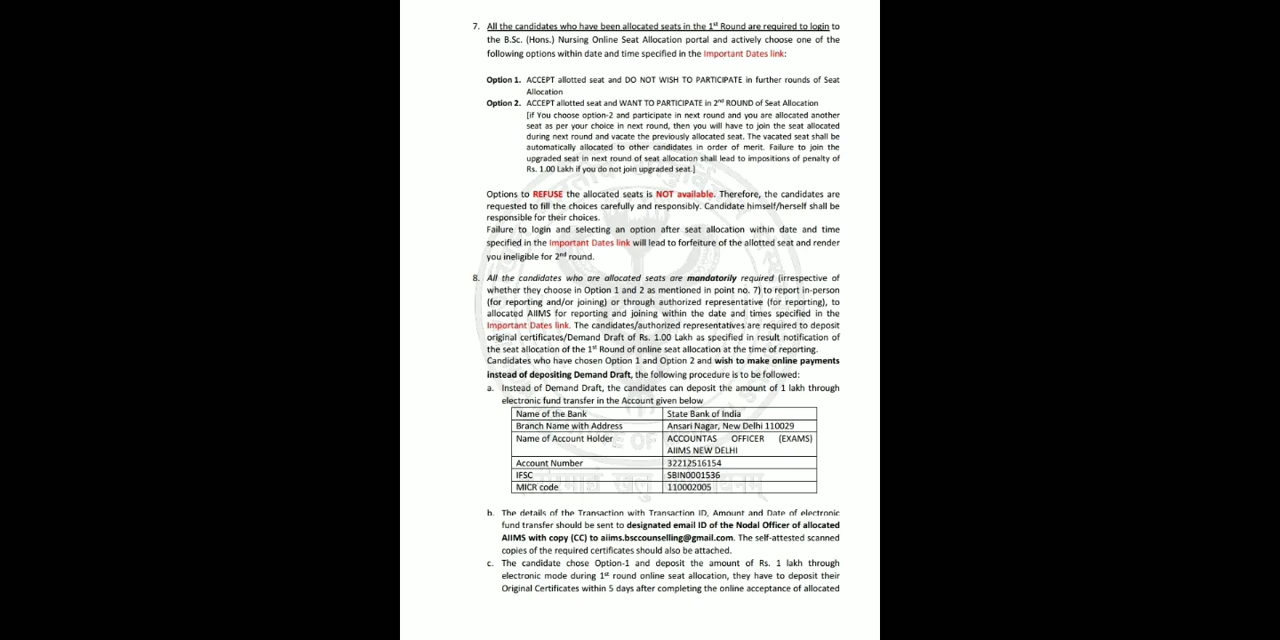 7. All the candidates who have been allocated seats in the 1st Round are required to login to
the B.Sc. (Hons.) Nursing Online Seat Allocation portal and actively choose one of the
following options within date and time specified in the Important Dates link:
Option 1. ACCEPT allotted seat and DO NOT WISH TO PARTICIPATE in further rounds of Seat
Allocation
Option 2. ACCEPT allotted seat and WANT TO PARTICIPATE in 2nd ROUND of Seat Allocation
[if You choose option-2 and participate in next round and you are allocated another
seat as per your choice in next round, then you will have to join the seat allocated
during next round and vacate the previously allocated seat. The vacated seat shall be
automatically allocated to other candidates in order of merit. Failure to join the
upgraded seat in next round of seat allocation shall lead to impositions of penalty of
Rs. 1.00 Lakh if you do not join upgraded seat.]
Options to REFUSE the allocated seats is NOT available. Therefore, the candidates are
requested to fill the choices carefully and responsibly. Candidate himself/herself shall be
responsible for their choices.
Failure to login and selecting an option after seat allocation within date and time
specified in the Important Dates link will lead to forfeiture of the allotted seat and render
you ineligible for 2nd round.
8. All the candidates who are allocated seats are mandatorily required (irrespective of
whether they choose in Option 1 and 2 as mentioned in point no. 7) to report in-person
(for reporting and/or joining) or through authorized representative (for reporting), to
allocated AIIMS for reporting and joining within the date and times specified in the
Important Dates link. The candidates/authorized representatives are required to deposit
original certificates/Demand Draft of Rs. 1.00 Lakh as specified in result notification of
the seat allocation of the 1st Round of online seat allocation at the time of reporting.
Candidates who have chosen Option 1 and Option 2 and wish to make online payments
instead of depositing Demand Draft, the following procedure is to be followed:
a. Instead of Demand Draft, the candidates can deposit the amount of 1 lakh through
electronic fund transfer in the Account given below
Name of the Bank State Bank of India
Branch Name with Address Ansari Nagar, New Delhi 110029
Name of Account Holder ACCOUNTAS OFFICER (EXAMS)
AIIMS NEW DELHI
Account Number 32212516154
IFSC SBIN0001536
MICR code 110002005
b. The details of the Transaction with Transaction ID, Amount and Date of electronic
fund transfer should be sent to designated email ID of the Nodal Officer of allocated
AIIMS with copy (CC) to aiims.bsccounselling@gmail.com. The self-attested scanned
copies of the required certificates should also be attached.
c. The candidate chose Option-1 and deposit the amount of Rs. 1 lakh through
electronic mode during 1st round online seat allocation, they have to deposit their
Original Certificates within 5 days after completing the online acceptance of allocated